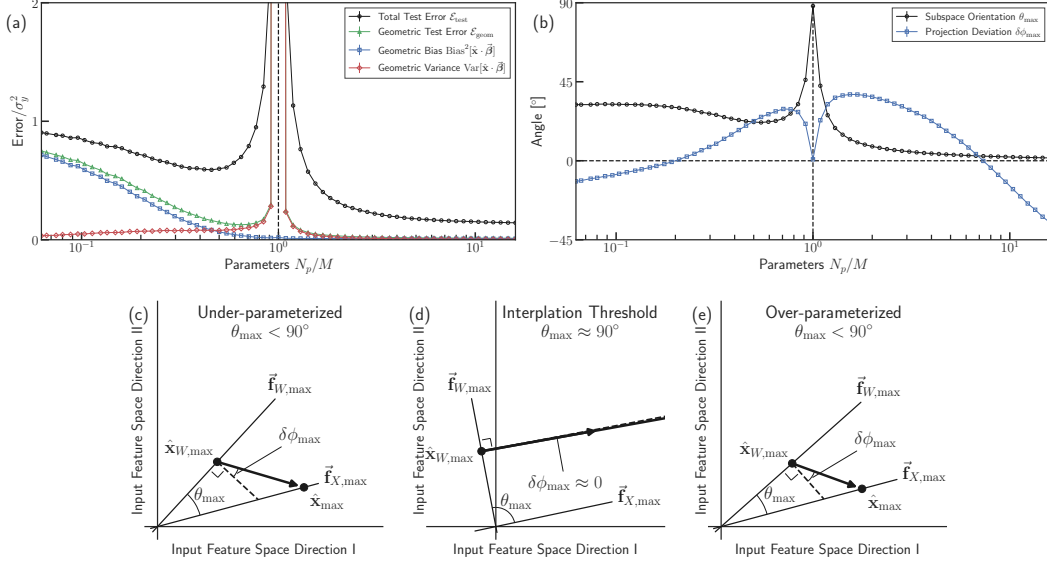 (a)
Total Test Error ℰ_test
Geometric Test Error ℰ_geom
Geometric Bias Bias²[x̂ · β⃗]
Geometric Variance Var[x̂ · β⃗]
Error/σ_y²
2
1
0
10⁻¹
10⁰
10¹
Parameters N_p/M
(b)
Subspace Orientation θ_max
Projection Deviation δϕ_max
Angle [°]
90
45
0
−45
10⁻¹
10⁰
10¹
Parameters N_p/M
(c)
Under-parameterized
θ_max < 90°
Input Feature Space Direction II
f⃗_W,max
x̂_W,max
δϕ_max
f⃗_X,max
θ_max
x̂_max
Input Feature Space Direction I
(d)
Interplation Threshold
θ_max ≈ 90°
Input Feature Space Direction II
f⃗_W,max
x̂_W,max
δϕ_max ≈ 0
θ_max
f⃗_X,max
Input Feature Space Direction I
(e)
Over-parameterized
θ_max < 90°
Input Feature Space Direction II
f⃗_W,max
x̂_W,max
δϕ_max
f⃗_X,max
θ_max
x̂_max
Input Feature Space Direction I